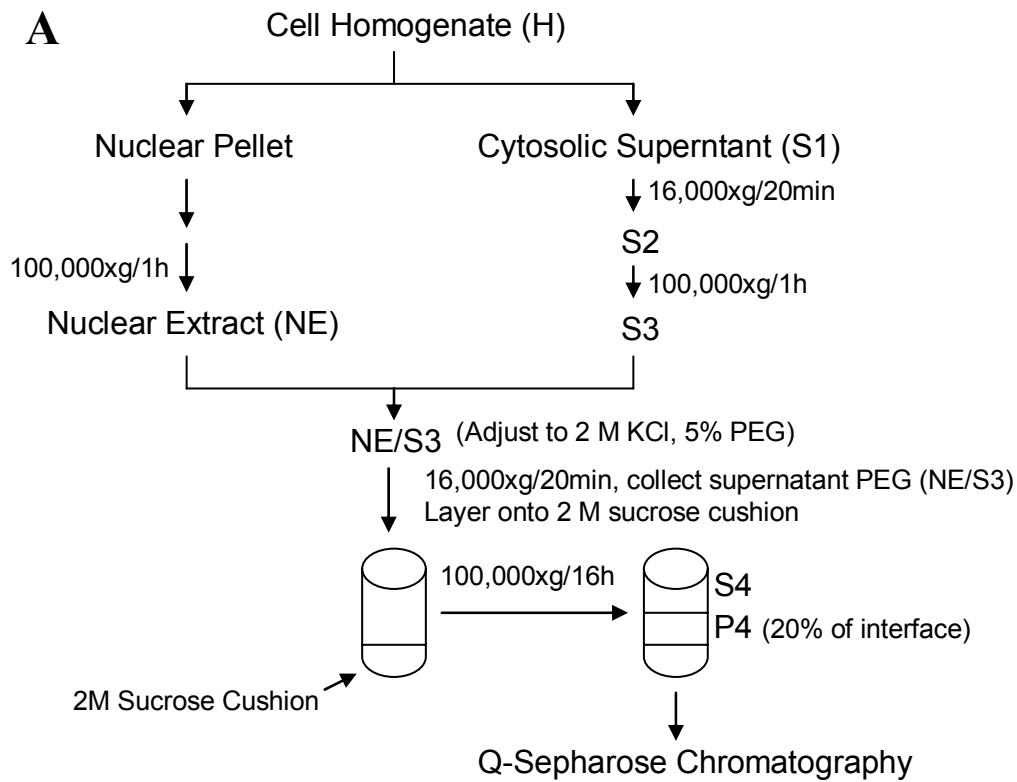 A
Cell Homogenate (H)
Nuclear Pellet
Cytosolic Superntant (S1)
16,000xg/20min
S2
100,000xg/1h
100,000xg/1h
Nuclear Extract (NE)
S3
NE/S3 (Adjust to 2 M KCl, 5% PEG)
16,000xg/20min, collect supernatant PEG (NE/S3)
Layer onto 2 M sucrose cushion
100,000xg/16h
S4
P4 (20% of interface)
2M Sucrose Cushion
Q-Sepharose Chromatography